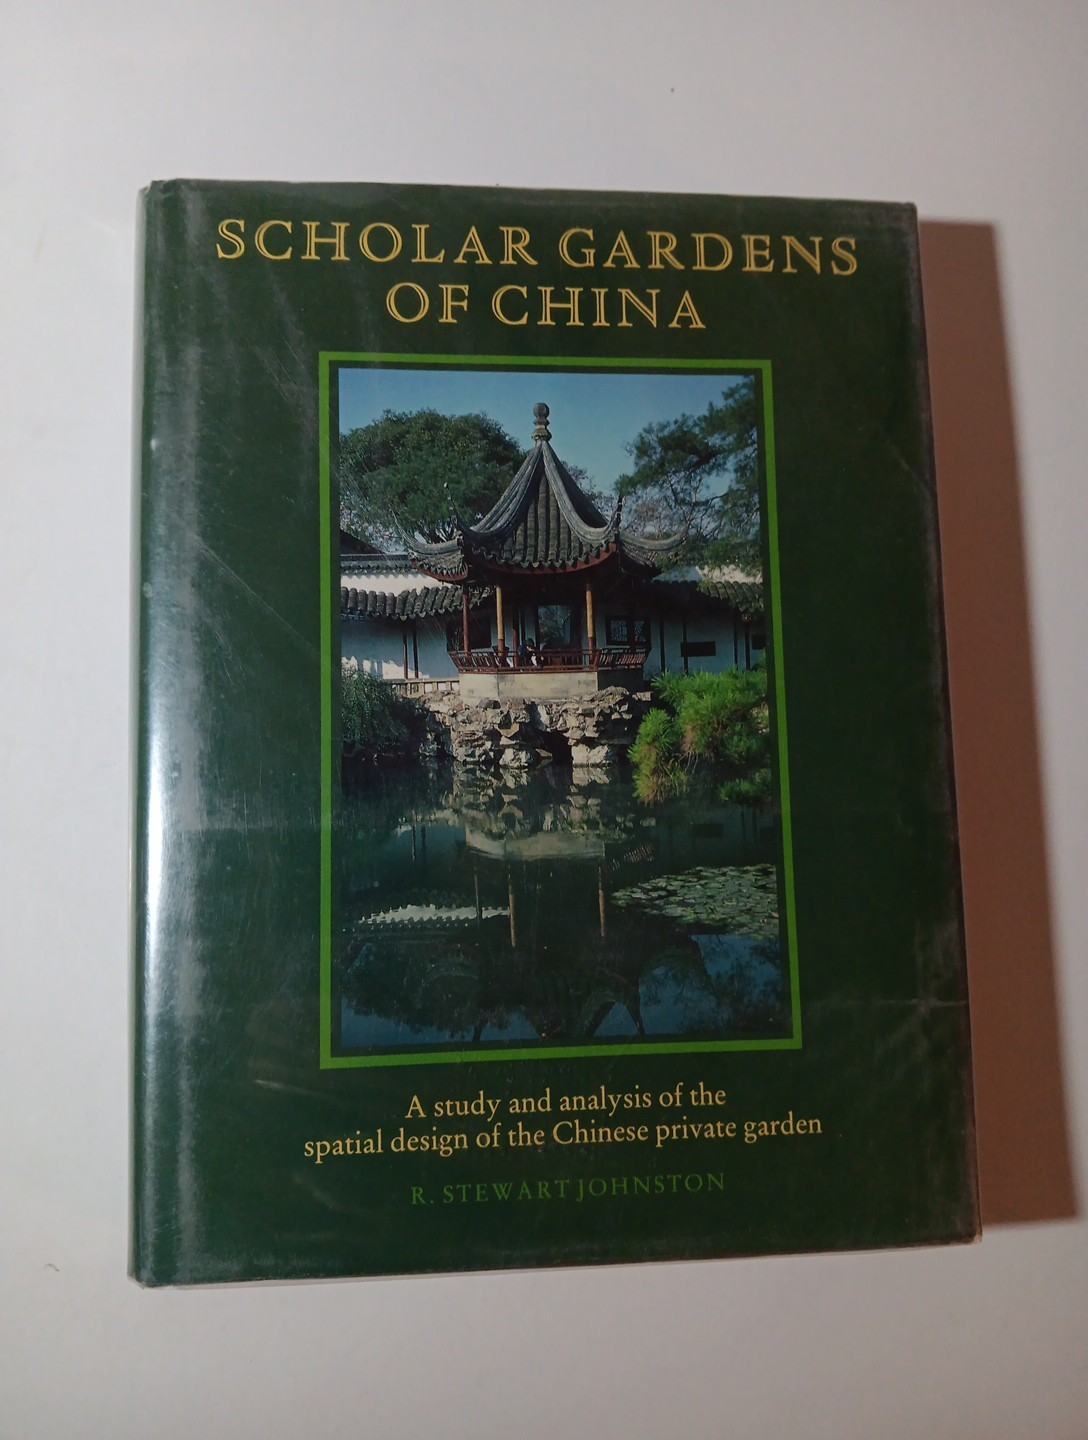 SCHOLAR GARDENS
OF CHINA
A study and analysis of the
spatial design of the Chinese private garden
R. STEWART JOHNSTON